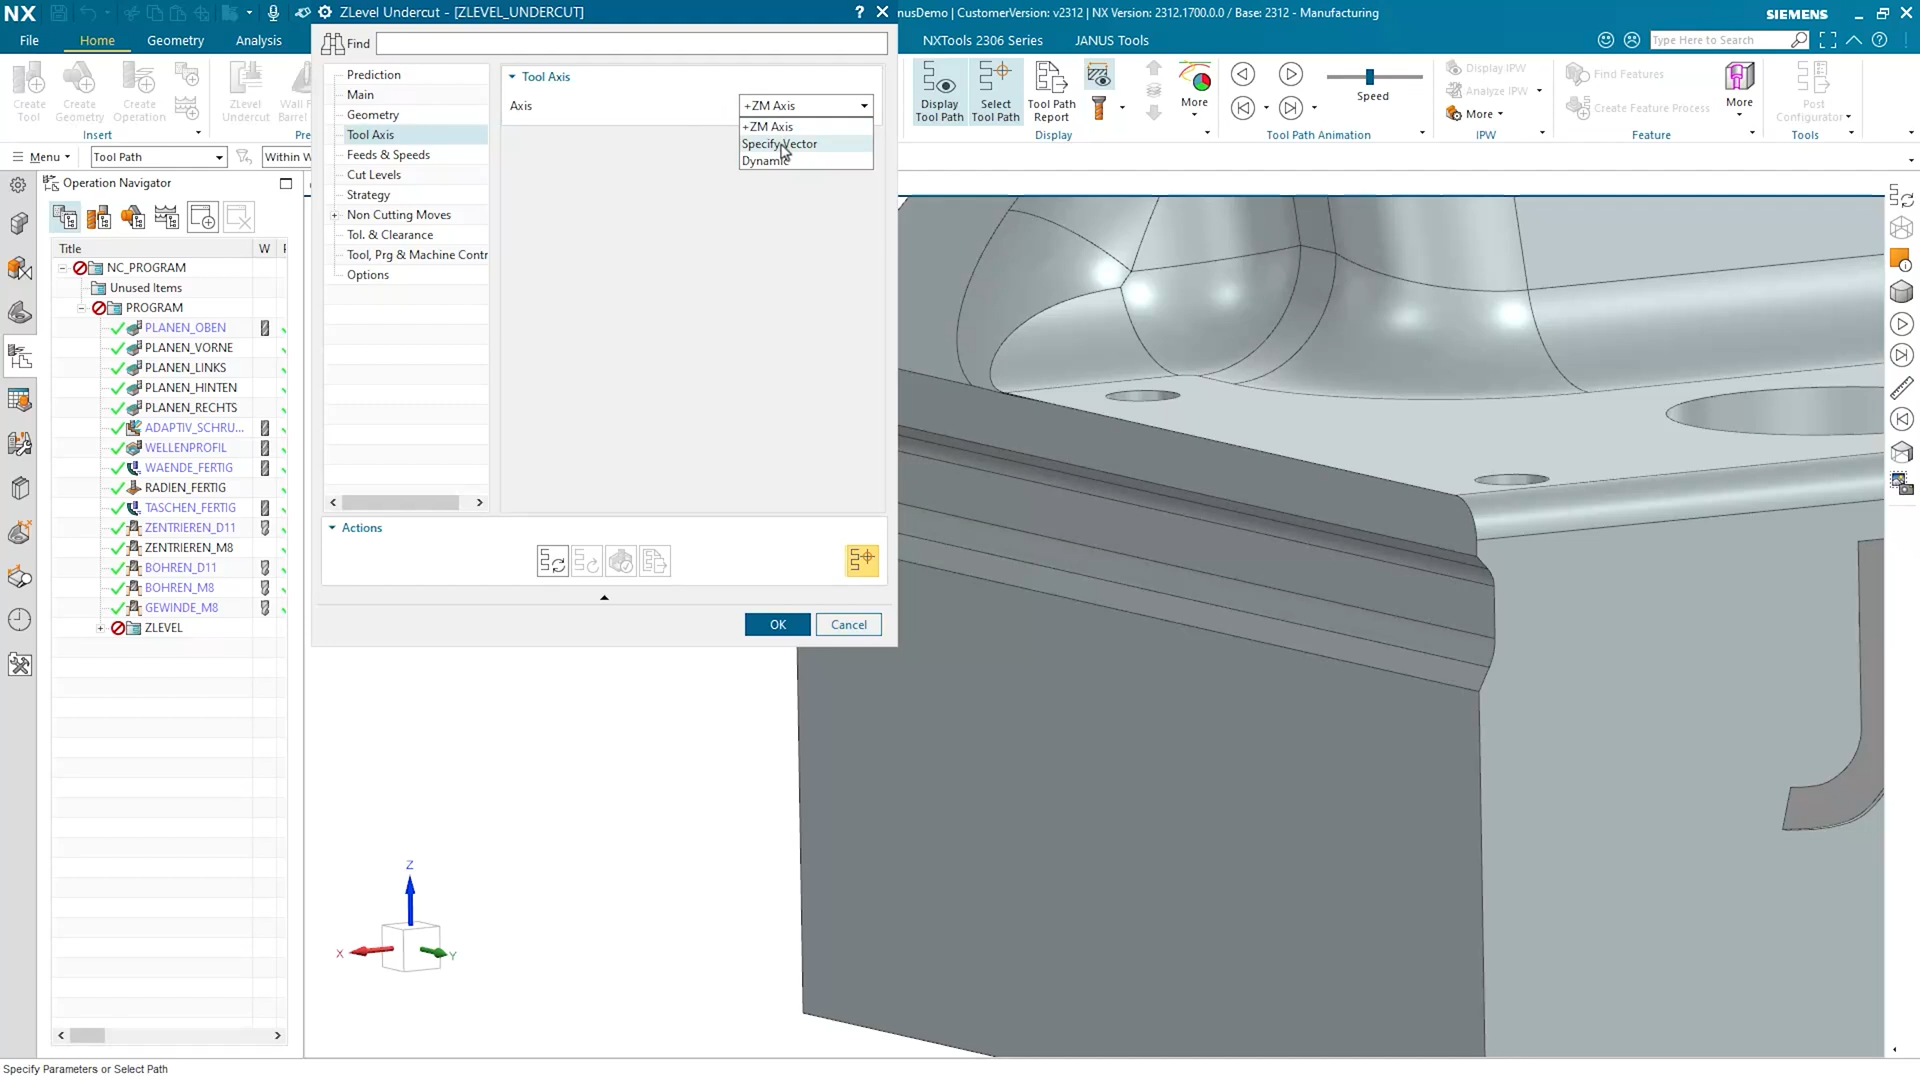 NX
ZLevel Undercut - [ZLEVEL_UNDERCUT]
nusDemo | CustomerVersion: v2312 | NX Version: 2312.1700.0.0 / Base: 2312 - Manufacturing
SIEMENS
File
Home
Geometry
Analysis
Find
NXTools 2306 Series
JANUS Tools
Type Here to Search
Create Tool
Create Geometry
Create Operation
ZLevel Undercut
Insert
Display Tool Path
Select Tool Path
Tool Path Report
More
Display
Speed
Tool Path Animation
Display IPW
Analyze IPW
More
IPW
Find Features
Create Feature Process
More
Feature
Post Configurator
Tools
Menu
Tool Path
Prediction
Main
Geometry
Tool Axis
Feeds & Speeds
Cut Levels
Strategy
Non Cutting Moves
Tol. & Clearance
Tool, Prg & Machine Contr
Options
Tool Axis
Axis
+ZM Axis
+ZM Axis
Specify Vector
Dynamic
Actions
OK
Cancel
Operation Navigator
Title
W
NC_PROGRAM
Unused Items
PROGRAM
PLANEN_OBEN
PLANEN_VORNE
PLANEN_LINKS
PLANEN_HINTEN
PLANEN_RECHTS
ADAPTIV_SCHRU...
WELLENPROFIL
WAENDE_FERTIG
RADIEN_FERTIG
TASCHEN_FERTIG
ZENTRIEREN_D11
ZENTRIEREN_M8
BOHREN_D11
BOHREN_M8
GEWINDE_M8
ZLEVEL
Z
X
Y
Specify Parameters or Select Path